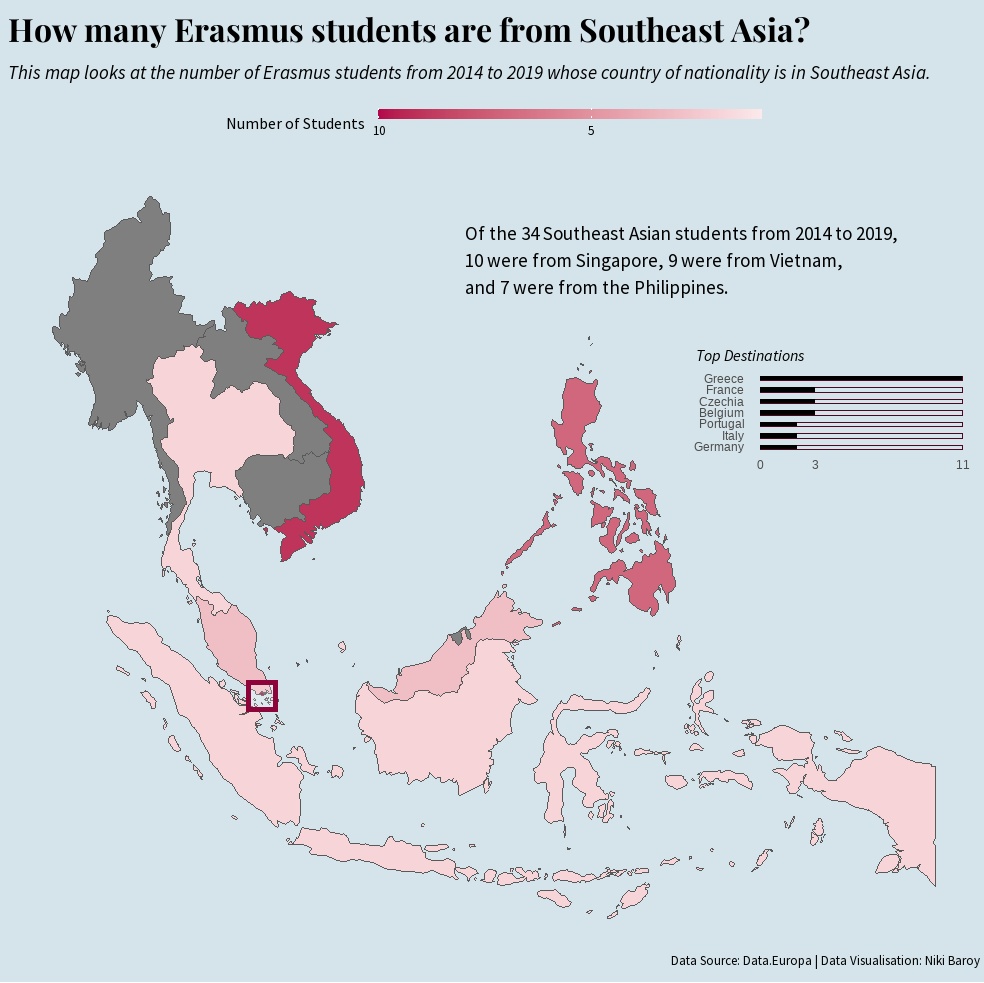 How many Erasmus students are from Southeast Asia?
This map looks at the number of Erasmus students from 2014 to 2019 whose country of nationality is in Southeast Asia.
Number of Students
10 5
Of the 34 Southeast Asian students from 2014 to 2019,
10 were from Singapore, 9 were from Vietnam,
and 7 were from the Philippines.
Top Destinations
Greece
France
Czechia
Belgium
Portugal
Italy
Germany
0 3 11
Data Source: Data.Europa | Data Visualisation: Niki Baroy